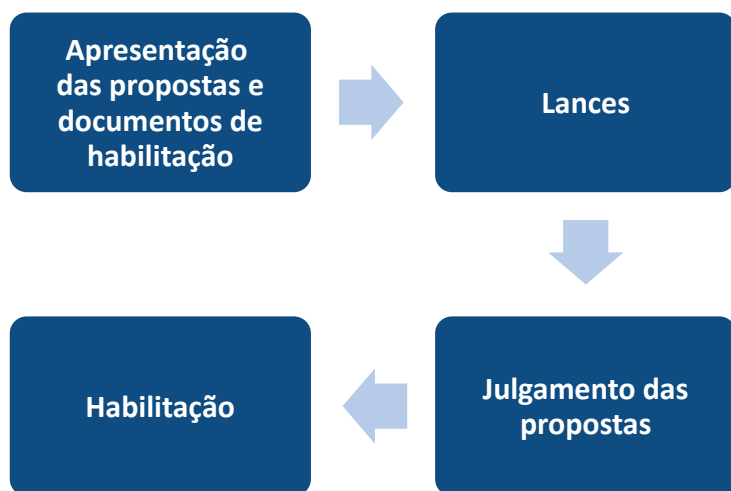 Apresentação
das propostas e
documentos de
habilitação
Lances
Julgamento das
propostas
Habilitação